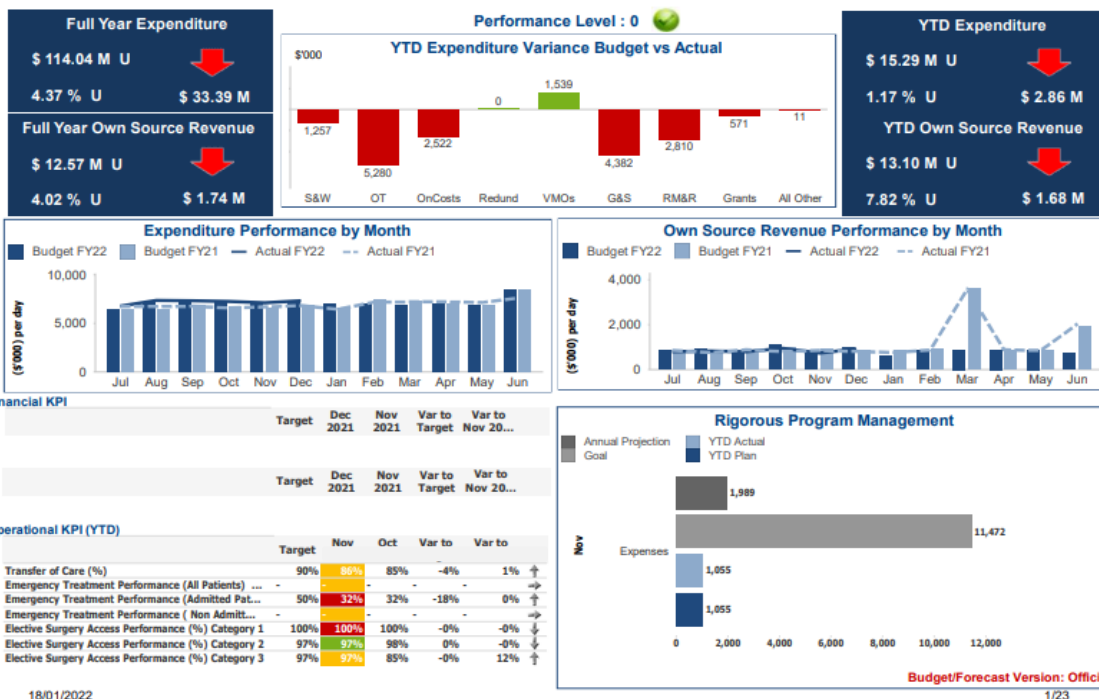 Performance Level : 0
Full Year Expenditure
$ 114.04 M U
4.37 % U $ 33.39 M
Full Year Own Source Revenue
$ 12.57 M U
4.02 % U $ 1.74 M
YTD Expenditure Variance Budget vs Actual
$'000
1,257
5,280
2,522
0
1,539
4,382
2,810
571
11
S&W OT OnCosts Redund VMOs G&S RM&R Grants All Other
YTD Expenditure
$ 15.29 M U
1.17 % U $ 2.86 M
YTD Own Source Revenue
$ 13.10 M U
7.82 % U $ 1.68 M
Expenditure Performance by Month
Budget FY22 Budget FY21 Actual FY22 Actual FY21
($'000) per day
10,000
5,000
0
Jul Aug Sep Oct Nov Dec Jan Feb Mar Apr May Jun
Own Source Revenue Performance by Month
Budget FY22 Budget FY21 Actual FY22 Actual FY21
($'000) per day
4,000
2,000
0
Jul Aug Sep Oct Nov Dec Jan Feb Mar Apr May Jun
nancial KPI
Target Dec 2021 Nov 2021 Var to Target Var to Nov 20...
Target Dec 2021 Nov 2021 Var to Target Var to Nov 20...
perational KPI (YTD)
Target Nov Oct Var to Var to
Transfer of Care (%) 90% 86% 85% -4% 1%
Emergency Treatment Performance (All Patients) ... - - - - -
Emergency Treatment Performance (Admitted Pat... 50% 32% 32% -18% 0%
Emergency Treatment Performance ( Non Admitt... - - - - -
Elective Surgery Access Performance (%) Category 1 100% 100% 100% -0% -0%
Elective Surgery Access Performance (%) Category 2 97% 97% 98% 0% -0%
Elective Surgery Access Performance (%) Category 3 97% 97% 85% -0% 12%
Rigorous Program Management
Annual Projection YTD Actual
Goal YTD Plan
Nov
Expenses
1,989
11,472
1,055
1,055
0 2,000 4,000 6,000 8,000 10,000 12,000
Budget/Forecast Version: Offici
18/01/2022 1/23